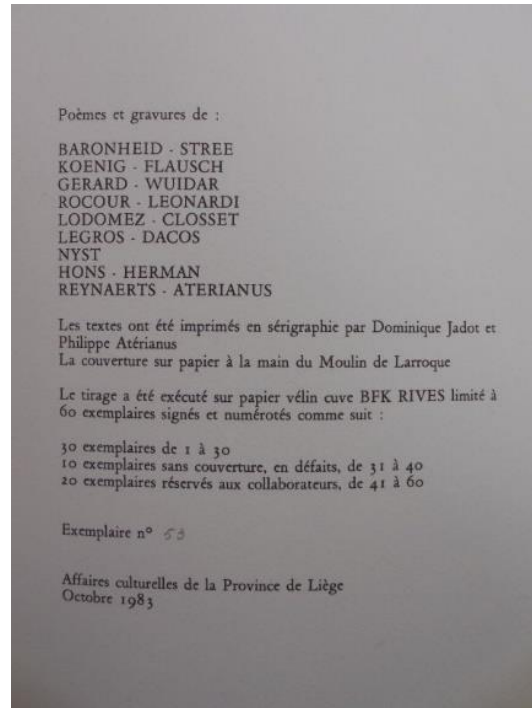 Poèmes et gravures de :
BARONHEID - STREE
KOENIG - FLAUSCH
GERARD - WUIDAR
ROCOUR - LEONARDI
LODOMEZ - CLOSSET
LEGROS - DACOS
NYST
HONS - HERMAN
REYNAERTS - ATERIANUS
Les textes ont été imprimés en sérigraphie par Dominique Jadot et
Philippe Atérianus
La couverture sur papier à la main du Moulin de Larroque
Le tirage a été exécuté sur papier vélin cuve BFK RIVES limité à
60 exemplaires signés et numérotés comme suit :
30 exemplaires de 1 à 30
10 exemplaires sans couverture, en défaits, de 31 à 40
20 exemplaires réservés aux collaborateurs, de 41 à 60
Exemplaire nº 53
Affaires culturelles de la Province de Liège
Octobre 1983